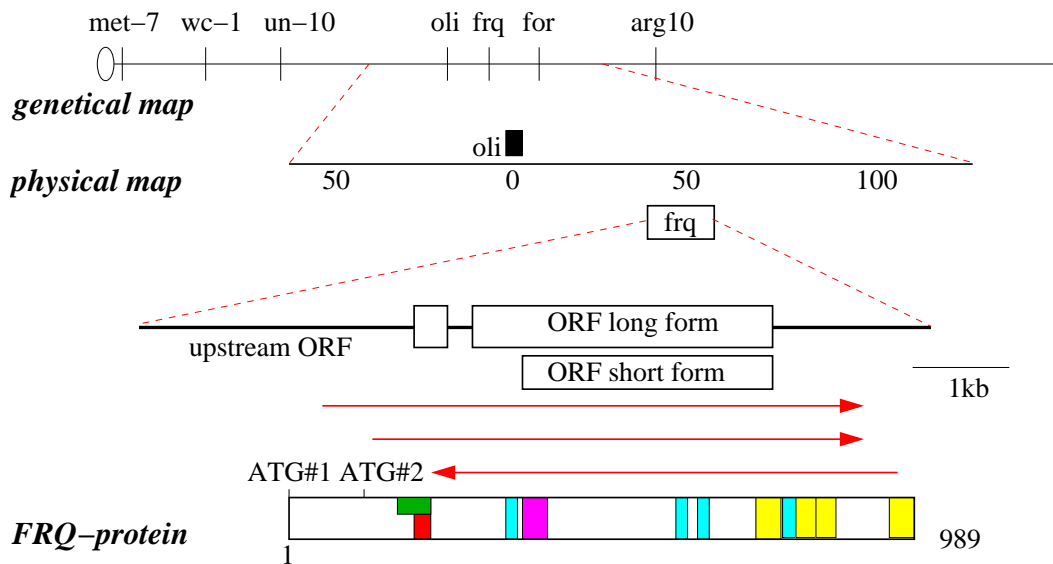 met−7 wc−1 un−10 oli frq for arg10
genetical map
oli
physical map 50 0 50 100
frq
ORF long form
upstream ORF
ORF short form
1kb
ATG#1 ATG#2
FRQ−protein 989
1